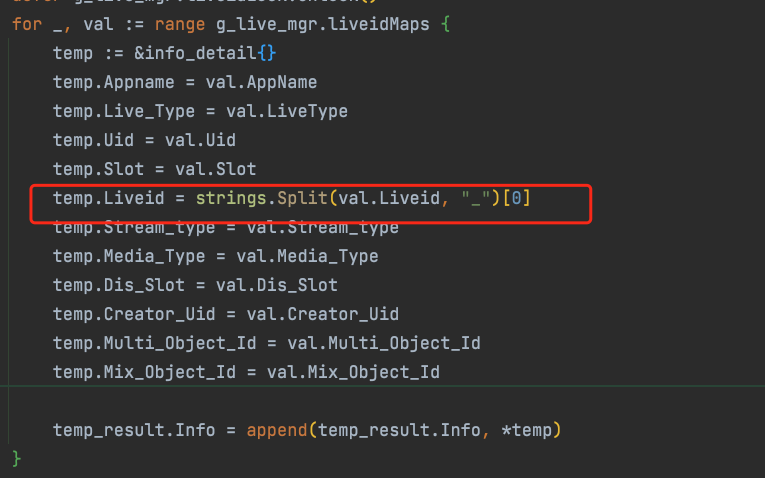 for _, val := range g_live_mgr.liveidMaps {
temp := &info_detail{}
temp.Appname = val.AppName
temp.Live_Type = val.LiveType
temp.Uid = val.Uid
temp.Slot = val.Slot
temp.Liveid = strings.Split(val.Liveid, "_")[0]
temp.Stream_type = val.Stream_type
temp.Media_Type = val.Media_Type
temp.Dis_Slot = val.Dis_Slot
temp.Creator_Uid = val.Creator_Uid
temp.Multi_Object_Id = val.Multi_Object_Id
temp.Mix_Object_Id = val.Mix_Object_Id
temp_result.Info = append(temp_result.Info, *temp)
}